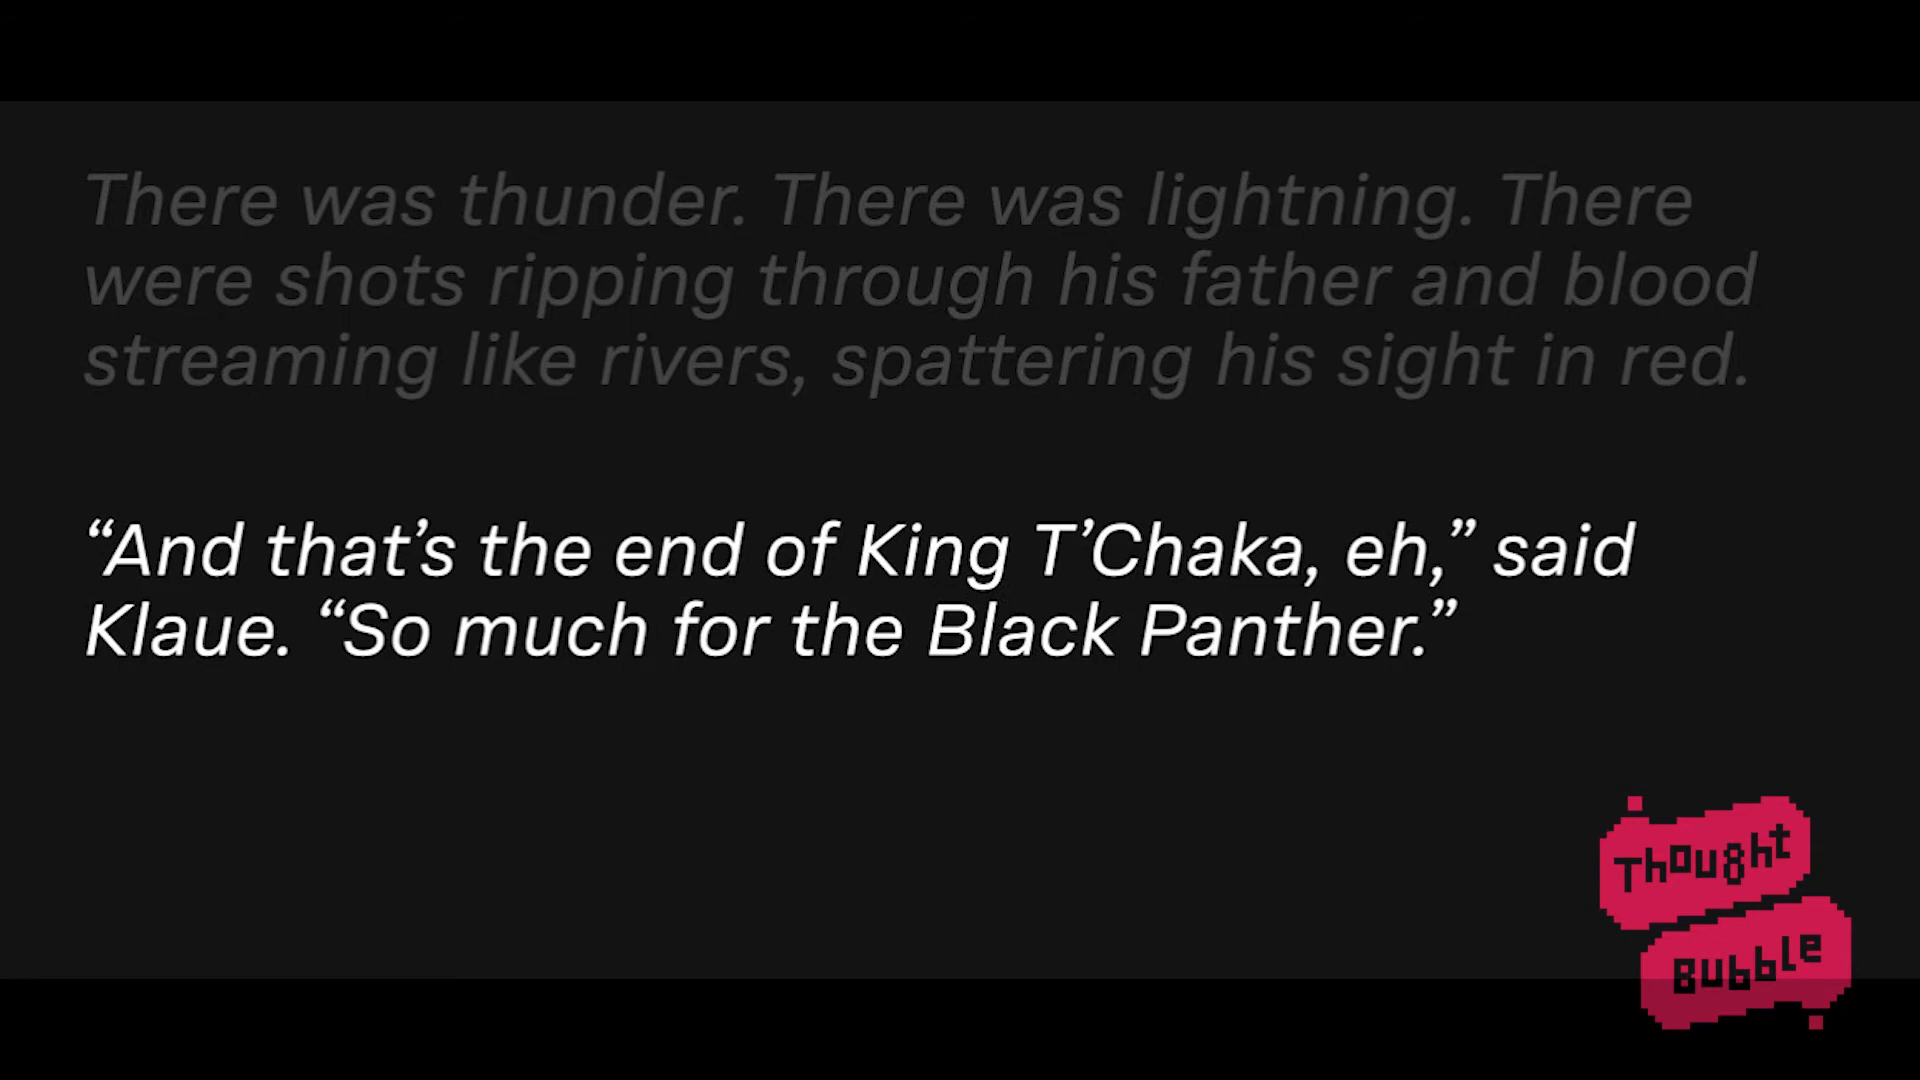 There was thunder. There was lightning. There
were shots ripping through his father and blood
streaming like rivers, spattering his sight in red.
“And that’s the end of King T’Chaka, eh,” said
Klaue. “So much for the Black Panther.”
Thought
Bubble